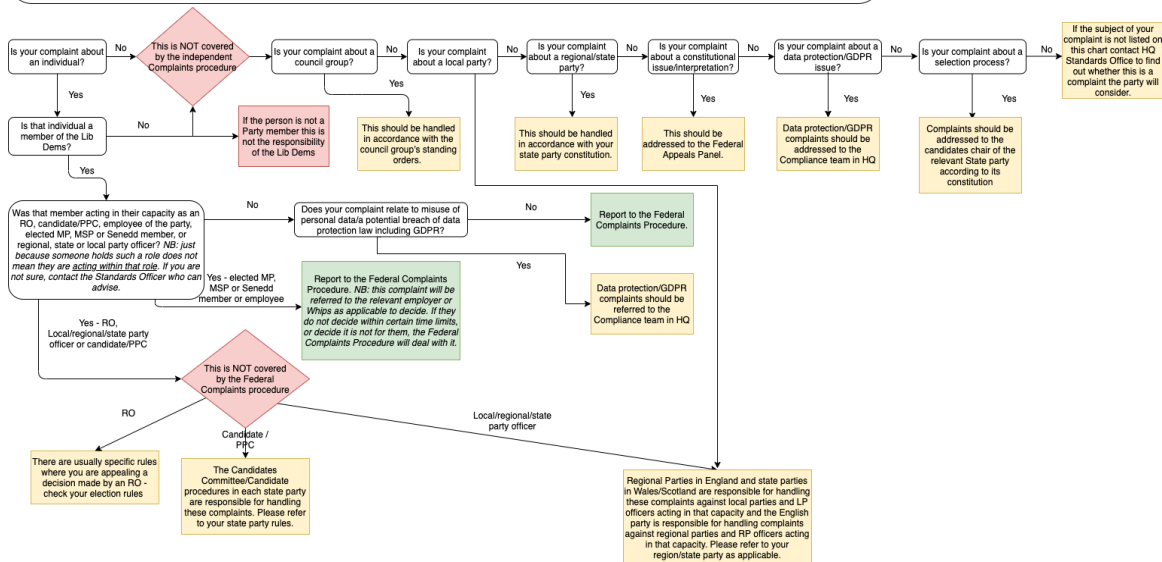 Is your complaint about
an individual?
No
This is NOT covered
by the independent
Complaints procedure
No
Is your complaint about a
council group?
No
Is your complaint
about a local party?
No
Is your complaint
about a regional/state
party?
No
Is your complaint about
a constitutional
issue/interpretation?
No
Is your complaint about a
data protection/GDPR
issue?
No
Is your complaint about a
selection process?
No
If the subject of your
complaint is not listed on
this chart contact HQ
Standards Office to find
out whether this is a
complaint the party will
consider.
Yes
Yes
Yes
Yes
Yes
Yes
Is that individual a
member of the Lib
Dems?
No
If the person is not a
Party member this is
not the responsibility
of the Lib Dems
This should be handled
in accordance with the
council group's standing
orders.
This should be handled
in accordance with your
state party constitution.
This should be
addressed to the Federal
Appeals Panel.
Data protection/GDPR
complaints should be
addressed to the
Compliance team in HQ
Complaints should be
addressed to the
candidates chair of the
relevant State party
according to its
constitution
Yes
Was that member acting in their capacity as an
RO, candidate/PPC, employee of the party,
elected MP, MSP or Senedd member, or
regional, state or local party officer? NB: just
because someone holds such a role does not
mean they are acting within that role. If you are
not sure, contact the Standards Officer who can
advise.
No
Does your complaint relate to misuse of
personal data/a potential breach of data
protection law including GDPR?
No
Report to the Federal
Complaints Procedure.
Yes
Data protection/GDPR
complaints should be
referred to the
Compliance team in HQ
Yes - elected MP,
MSP or Senedd
member or employee
Report to the Federal Complaints
Procedure. NB: this complaint will be
referred to the relevant employer or
Whips as applicable to decide. If they
do not decide within certain time limits,
or decide it is not for them, the Federal
Complaints Procedure will deal with it.
Yes - RO,
Local/regional/state party
officer or candidate/PPC
This is NOT covered
by the Federal
Complaints procedure
RO
Candidate /
PPC
Local/regional/state
party officer
There are usually specific rules
where you are appealing a
decision made by an RO -
check your election rules
The Candidates
Committee/Candidate
procedures in each state party
are responsible for handling
these complaints. Please refer
to your state party rules.
Regional Parties in England and state parties
in Wales/Scotland are responsible for handling
these complaints against local parties and LP
officers acting in that capacity and the English
party is responsible for handling complaints
against regional parties and RP officers acting
in that capacity. Please refer to your
region/state party as applicable.